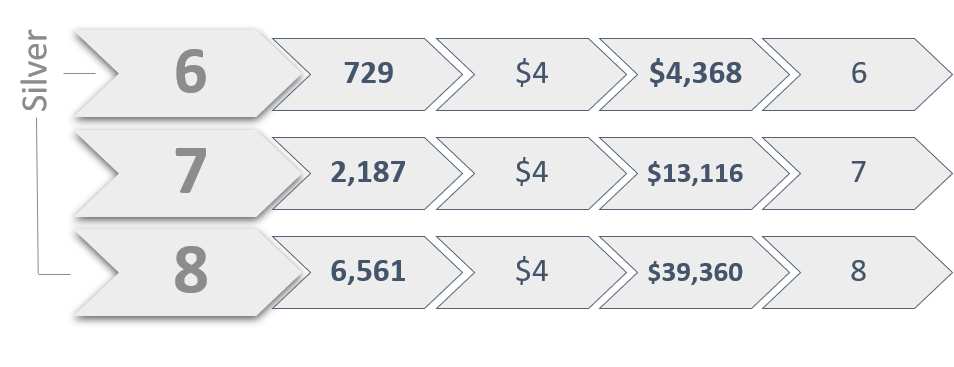 Silver
6 729 $4 $4,368 6
7 2,187 $4 $13,116 7
8 6,561 $4 $39,360 8